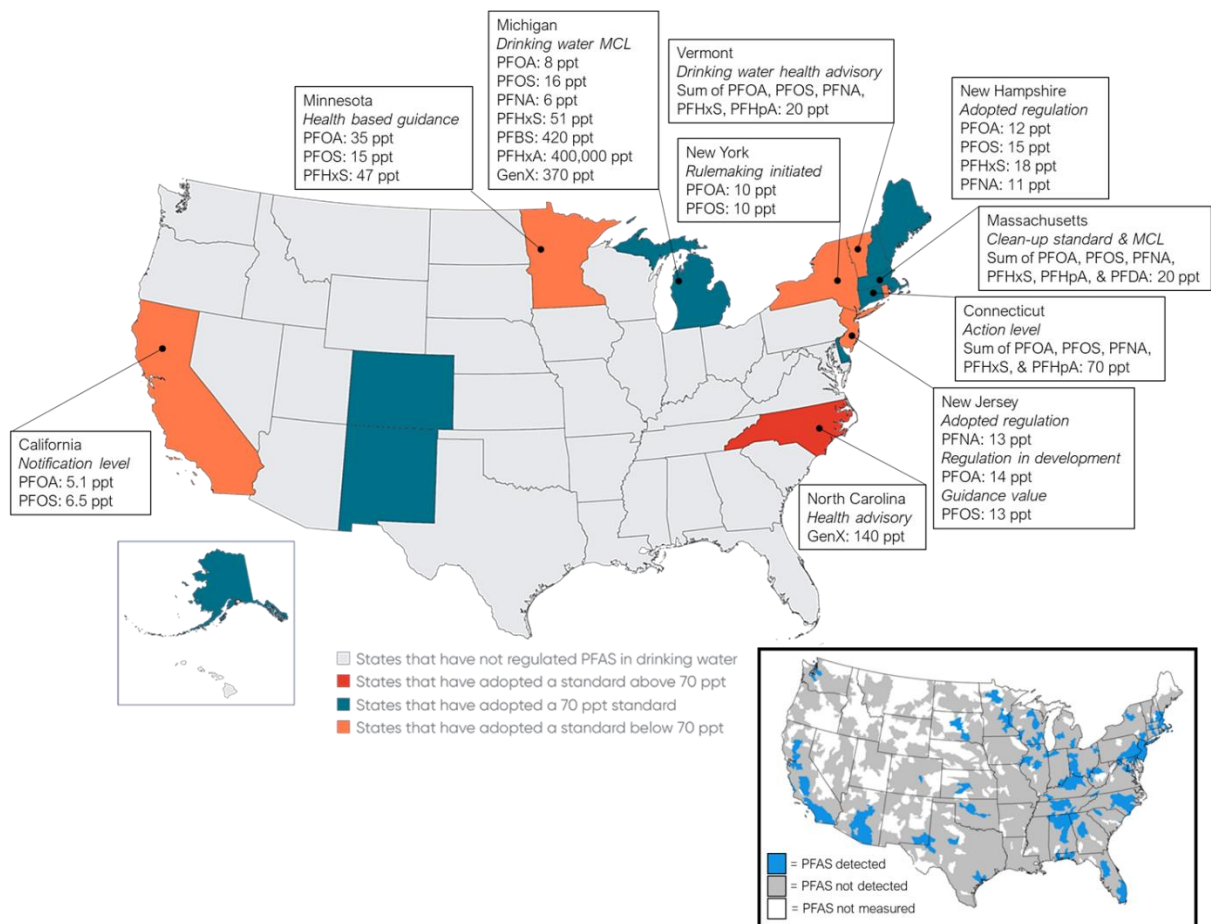 Michigan
Drinking water MCL
PFOA: 8 ppt
PFOS: 16 ppt
PFNA: 6 ppt
PFHxS: 51 ppt
PFBS: 420 ppt
PFHxA: 400,000 ppt
GenX: 370 ppt
Vermont
Drinking water health advisory
Sum of PFOA, PFOS, PFNA,
PFHxS, PFHpA: 20 ppt
Minnesota
Health based guidance
PFOA: 35 ppt
PFOS: 15 ppt
PFHxS: 47 ppt
New Hampshire
Adopted regulation
PFOA: 12 ppt
PFOS: 15 ppt
PFHxS: 18 ppt
PFNA: 11 ppt
New York
Rulemaking initiated
PFOA: 10 ppt
PFOS: 10 ppt
Massachusetts
Clean-up standard & MCL
Sum of PFOA, PFOS, PFNA,
PFHxS, PFHpA, & PFDA: 20 ppt
Connecticut
Action level
Sum of PFOA, PFOS, PFNA,
PFHxS, & PFHpA: 70 ppt
New Jersey
Adopted regulation
PFNA: 13 ppt
Regulation in development
PFOA: 14 ppt
Guidance value
PFOS: 13 ppt
California
Notification level
PFOA: 5.1 ppt
PFOS: 6.5 ppt
North Carolina
Health advisory
GenX: 140 ppt
States that have not regulated PFAS in drinking water
States that have adopted a standard above 70 ppt
States that have adopted a 70 ppt standard
States that have adopted a standard below 70 ppt
= PFAS detected
= PFAS not detected
= PFAS not measured